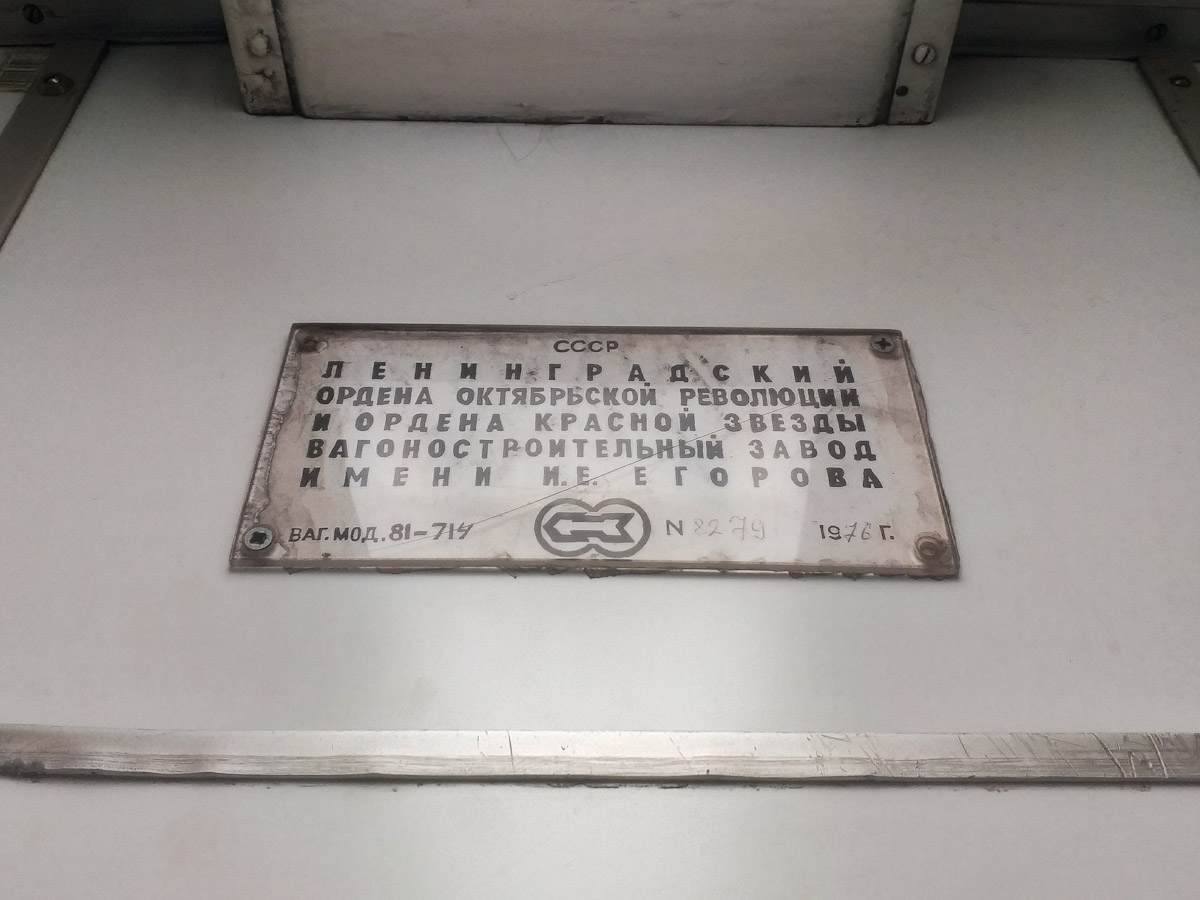 СССР
ЛЕНИНГРАДСКИЙ
ОРДЕНА ОКТЯБРЬСКОЙ РЕВОЛЮЦИИ
И ОРДЕНА КРАСНОЙ ЗВЕЗДЫ
ВАГОНОСТРОИТЕЛЬНЫЙ ЗАВОД
ИМЕНИ И.Е. ЕГОРОВА
ВАГ. МОД. 81-714 N 8279 1976 Г.